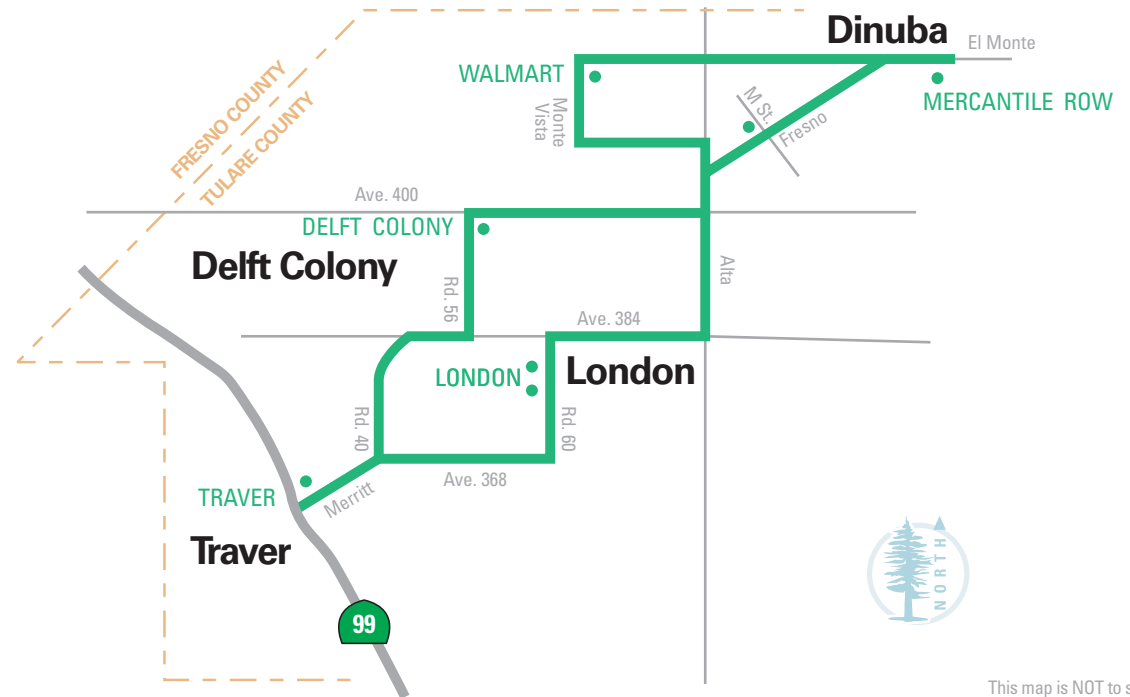 Dinuba
El Monte
WALMART
MERCANTILE ROW
FRESNO COUNTY
TULARE COUNTY
Monte
Vista
M St.
Fresno
Ave. 400
DELFT COLONY
Delft Colony
Alta
Rd. 56
Ave. 384
LONDON
London
Rd. 40
Rd. 60
Ave. 368
TRAVER
Merritt
Traver
NORTH
99
This map is NOT to